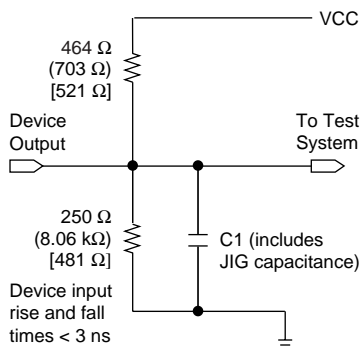 VCC
464 Ω
(703 Ω)
[521 Ω]
Device
Output
To Test
System
250 Ω
(8.06 kΩ)
[481 Ω]
C1 (includes
JIG capacitance)
Device input
rise and fall
times < 3 ns